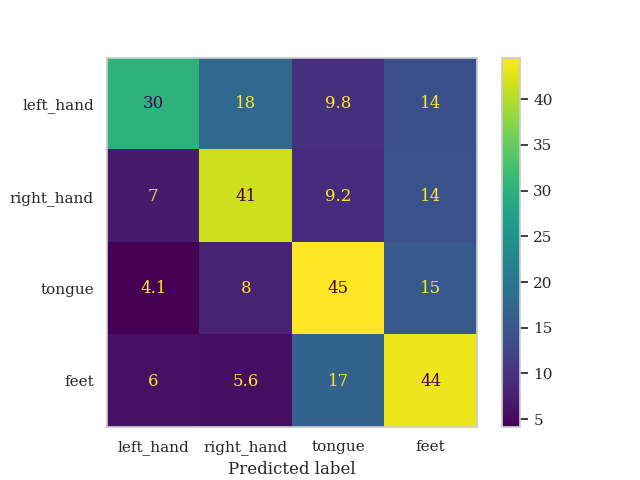 left_hand 30 18 9.8 14
right_hand 7 41 9.2 14
tongue 4.1 8 45 15
feet 6 5.6 17 44
left_hand right_hand tongue feet
Predicted label
40
35
30
25
20
15
10
5